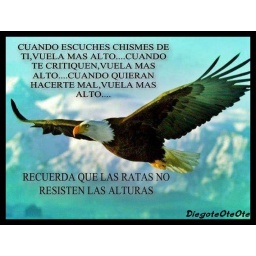 CUANDO ESCUCHES CHISMES DE
TI,VUELA MAS ALTO....CUANDO
TE CRITIQUEN,VUELA MAS
ALTO....CUANDO QUIERAN
HACERTE MAL,VUELA MAS
ALTO....
RECUERDA QUE LAS RATAS NO
RESISTEN LAS ALTURAS
DiegoteOteOte